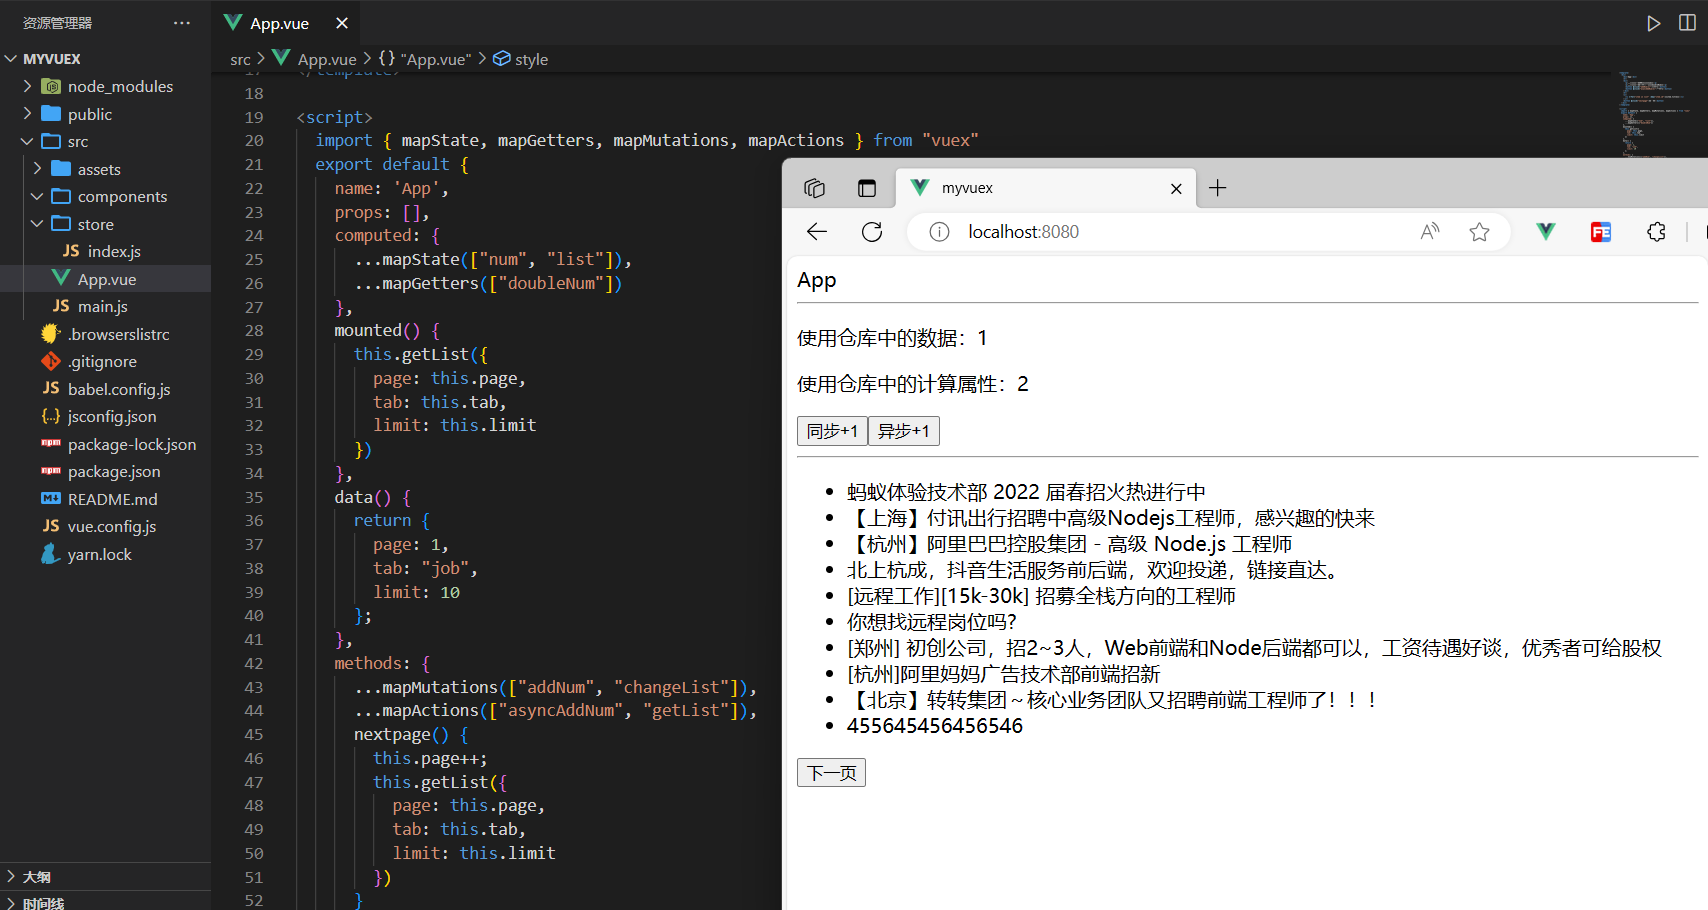 资源管理器
MYVUEX
node_modules
public
src
assets
components
store
JS index.js
App.vue
JS main.js
.browserslistrc
.gitignore
JS babel.config.js
{..} jsconfig.json
npm package-lock.json
npm package.json
README.md
JS vue.config.js
yarn.lock
大纲
时间线
App.vue
src > App.vue > {} "App.vue" > style
17 </template>
18
19 <script>
20 import { mapState, mapGetters, mapMutations, mapActions } from "vuex"
21 export default {
22 name: 'App',
23 props: [],
24 computed: {
25 ...mapState(["num", "list"]),
26 ...mapGetters(["doubleNum"])
27 },
28 mounted() {
29 this.getList({
30 page: this.page,
31 tab: this.tab,
32 limit: this.limit
33 })
34 },
35 data() {
36 return {
37 page: 1,
38 tab: "job",
39 limit: 10
40 };
41 },
42 methods: {
43 ...mapMutations(["addNum", "changeList"]),
44 ...mapActions(["asyncAddNum", "getList"]),
45 nextpage() {
46 this.page++;
47 this.getList({
48 page: this.page,
49 tab: this.tab,
50 limit: this.limit
51 })
52 }
myvuex
localhost:8080
FE
App
使用仓库中的数据：1
使用仓库中的计算属性：2
同步+1 异步+1
蚂蚁体验技术部 2022 届春招火热进行中
【上海】付讯出行招聘中高级Nodejs工程师，感兴趣的快来
【杭州】阿里巴巴控股集团 - 高级 Node.js 工程师
北上杭成，抖音生活服务前后端，欢迎投递，链接直达。
[远程工作][15k-30k] 招募全栈方向的工程师
你想找远程岗位吗？
[郑州] 初创公司，招2~3人，Web前端和Node后端都可以，工资待遇好谈，优秀者可给股权
[杭州]阿里妈妈广告技术部前端招新
【北京】转转集团～核心业务团队又招聘前端工程师了！！！
455645456456546
下一页